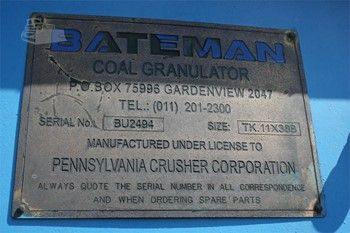 BATEMAN
COAL GRANULATOR
P.O.BOX 75996 GARDENVIEW 2047
TEL.: (011) 201-2300
SERIAL No.: BU2494 SIZE: TK.11X38B
MANUFACTURED UNDER LICENSE TO
PENNSYLVANIA CRUSHER CORPORATION
ALWAYS QUOTE THE SERIAL NUMBER IN ALL CORRESPONDENCE
AND WHEN ORDERING SPARE PARTS